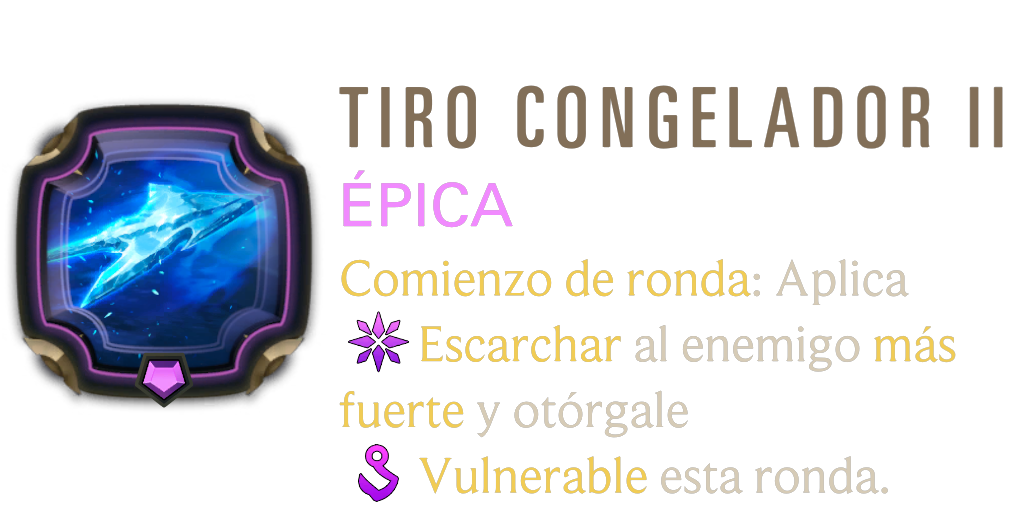 TIRO CONGELADOR II
ÉPICA
Comienzo de ronda: Aplica
Escarchar al enemigo más
fuerte y otórgale
Vulnerable esta ronda.